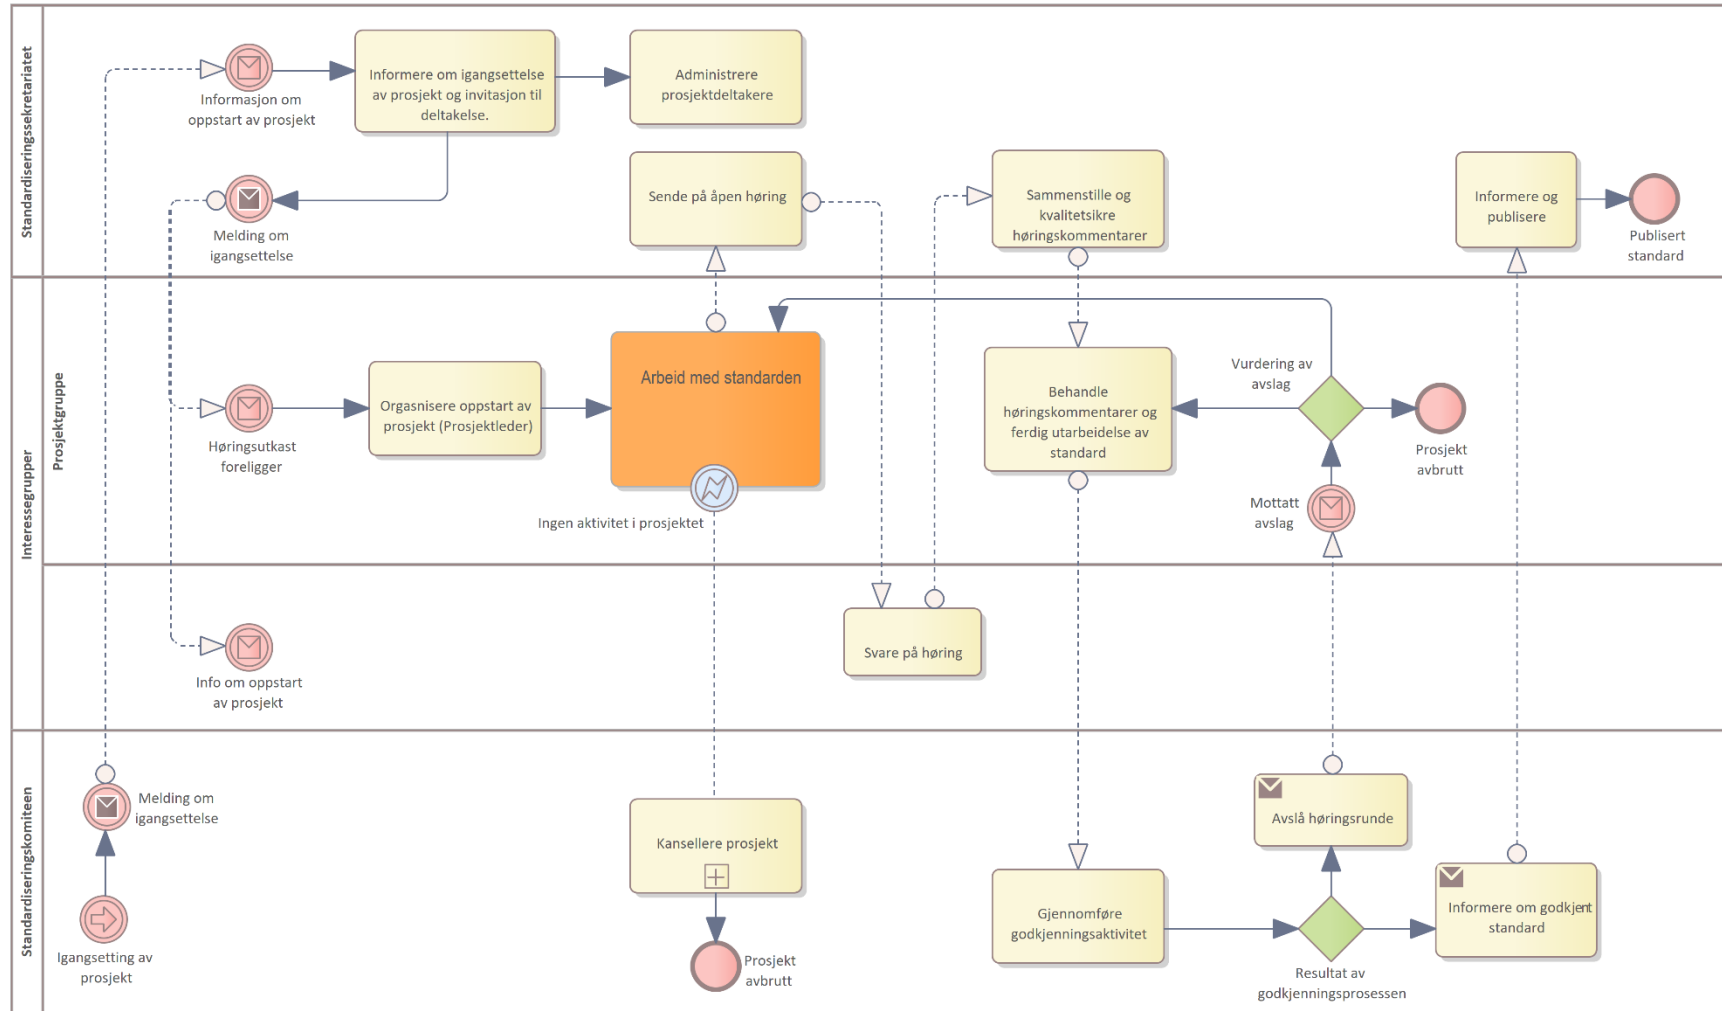 Standardiseringssekretariatet
Informasjon om
oppstart av prosjekt
Informere om igangsettelse
av prosjekt og invitasjon til
deltakelse.
Administrere
prosjektdeltakere
Melding om
igangsettelse
Sende på åpen høring
Sammenstille og
kvalitetsikre
høringskommentarer
Informere og
publisere
Publisert
standard
Interessegrupper
Prosjektgruppe
Høringsutkast
foreligger
Orgasnisere oppstart av
prosjekt (Prosjektleder)
Arbeid med standarden
Ingen aktivitet i prosjektet
Behandle
høringskommentarer og
ferdig utarbeidelse av
standard
Vurdering av
avslag
Prosjekt
avbrutt
Mottatt
avslag
Info om oppstart
av prosjekt
Svare på høring
Standardiseringskomiteen
Melding om
igangsettelse
Igangsetting av
prosjekt
Kansellere prosjekt
Prosjekt
avbrutt
Gjennomføre
godkjenningsaktivitet
Avslå høringsrunde
Resultat av
godkjenningsprosessen
Informere om godkjent
standard